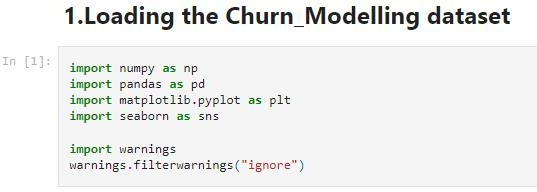 1.Loading the Churn_Modelling dataset
In [1]:
import numpy as np
import pandas as pd
import matplotlib.pyplot as plt
import seaborn as sns
import warnings
warnings.filterwarnings("ignore")